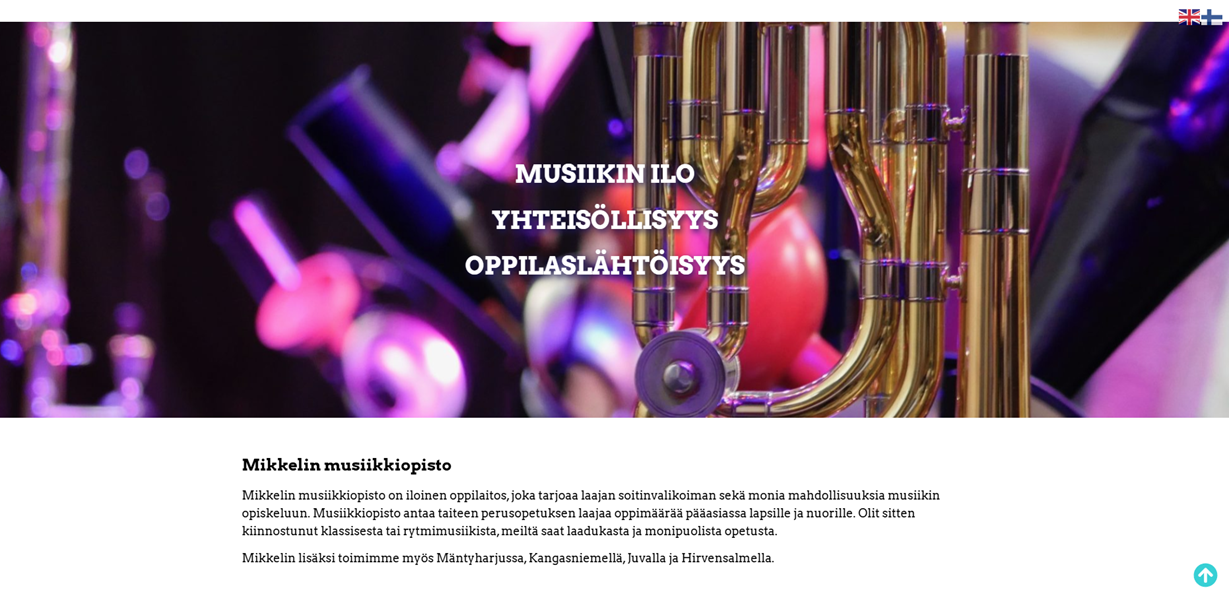 MUSIIKIN ILO
YHTEISÖLLISYYS
OPPILASLÄHTÖISYYS
Mikkelin musiikkiopisto
Mikkelin musiikkiopisto on iloinen oppilaitos, joka tarjoaa laajan soitinvalikoiman sekä monia mahdollisuuksia musiikin
opiskeluun. Musiikkiopisto antaa taiteen perusopetuksen laajaa oppimäärää pääasiassa lapsille ja nuorille. Olit sitten
kiinnostunut klassisesta tai rytmimusiikista, meiltä saat laadukasta ja monipuolista opetusta.
Mikkelin lisäksi toimimme myös Mäntyharjussa, Kangasniemellä, Juvalla ja Hirvensalmella.